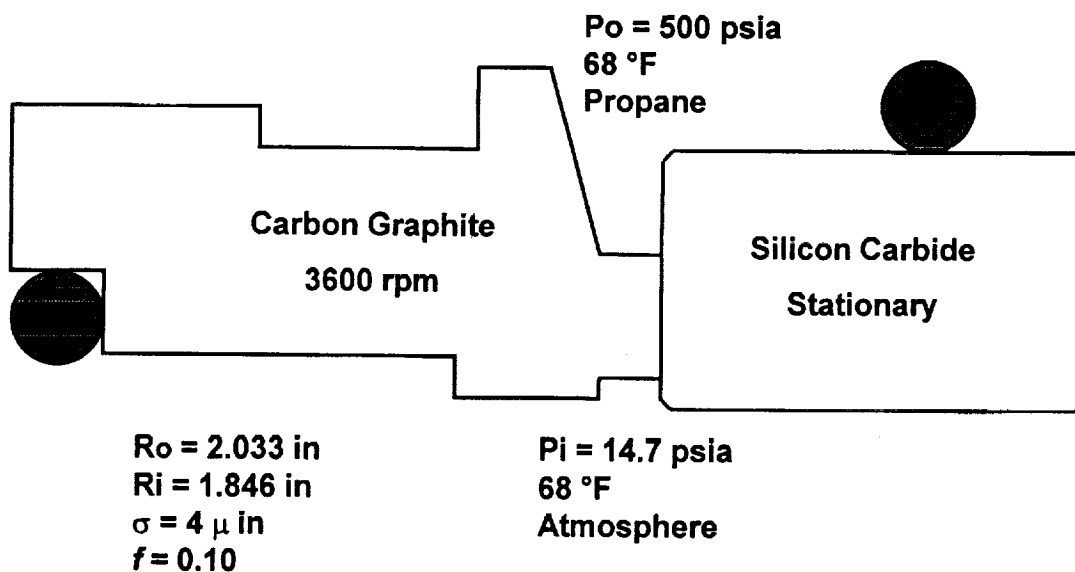 Po = 500 psia
68 °F
Propane
Carbon Graphite
3600 rpm
Silicon Carbide
Stationary
Ro = 2.033 in
Ri = 1.846 in
σ = 4 μ in
f = 0.10
Pi = 14.7 psia
68 °F
Atmosphere